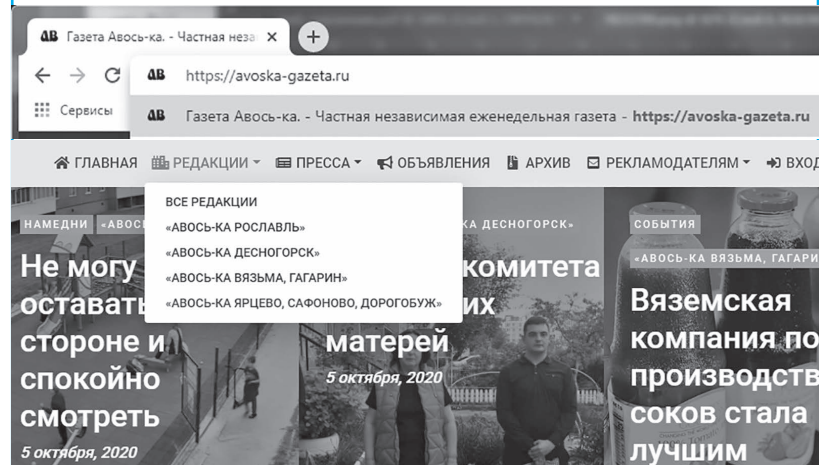 Газета Авось-ка. - Частная неза
https://avoska-gazeta.ru
Сервисы
Газета Авось-ка. - Частная независимая еженедельная газета - https://avoska-gazeta.ru
ГЛАВНАЯ РЕДАКЦИИ ПРЕССА ОБЪЯВЛЕНИЯ АРХИВ РЕКЛАМОДАТЕЛЯМ ВХОД
ВСЕ РЕДАКЦИИ
«АВОСЬ-КА РОСЛАВЛЬ»
«АВОСЬ-КА ДЕСНОГОРСК»
«АВОСЬ-КА ВЯЗЬМА, ГАГАРИН»
«АВОСЬ-КА ЯРЦЕВО, САФОНОВО, ДОРОГОБУЖ»
НАМЕДНИ «АВОС
Не могу
оставать
стороне и
спокойно
смотреть
5 октября, 2020
КА ДЕСНОГОРСК»
комитета
их
матерей
5 октября, 2020
СОБЫТИЯ
«АВОСЬ-КА ВЯЗЬМА, ГАГАРИ
Вяземская
компания по
производств
соков стала
лучшим